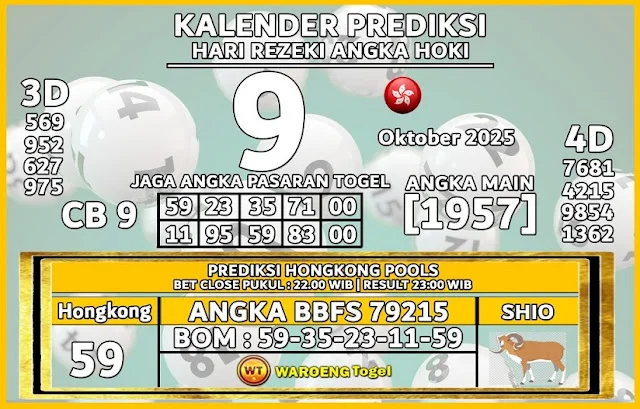 KALENDER PREDIKSI
HARI REZEKI ANGKA HOKI
9
3D
569
952
627
975
Oktober 2025
4D
7681
4215
9854
1362
JAGA ANGKA PASARAN TOGEL
CB 9
59 23 35 71 00
11 95 59 83 00
ANGKA MAIN
[1957]
PREDIKSI HONGKONG POOLS
BET CLOSE PUKUL : 22.00 WIB | RESULT 23:00 WIB
Hongkong
59
ANGKA BBFS 79215
BOM : 59-35-23-11-59
WT WAROENG Togel
SHIO